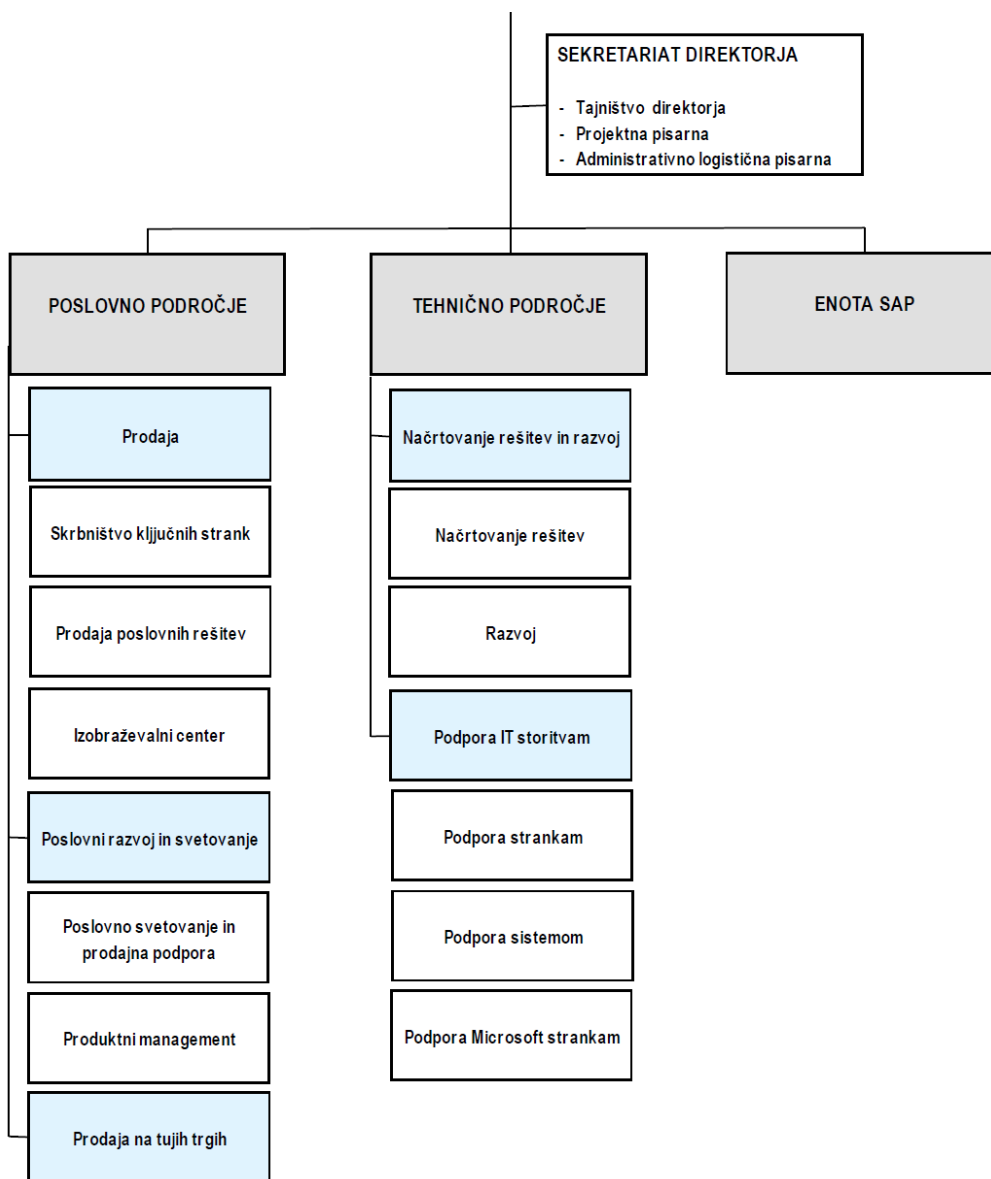 SEKRETARIAT DIREKTORJA
- Tajništvo direktorja
- Projektna pisarna
- Administrativno logistična pisarna
POSLOVNO PODROČJE
TEHNIČNO PODROČJE
ENOTA SAP
Prodaja
Skrbništvo kljjučnih strank
Prodaja poslovnih rešitev
Izobraževalni center
Poslovni razvoj in svetovanje
Poslovno svetovanje in
prodajna podpora
Produktni management
Prodaja na tujih trgih
Načrtovanje rešitev in razvoj
Načrtovanje rešitev
Razvoj
Podpora IT storitvam
Podpora strankam
Podpora sistemom
Podpora Microsoft strankam